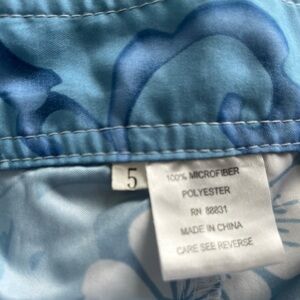 5
100% MICROFIBER
POLYESTER
RN 88831
MADE IN CHINA
CARE SEE REVERSE